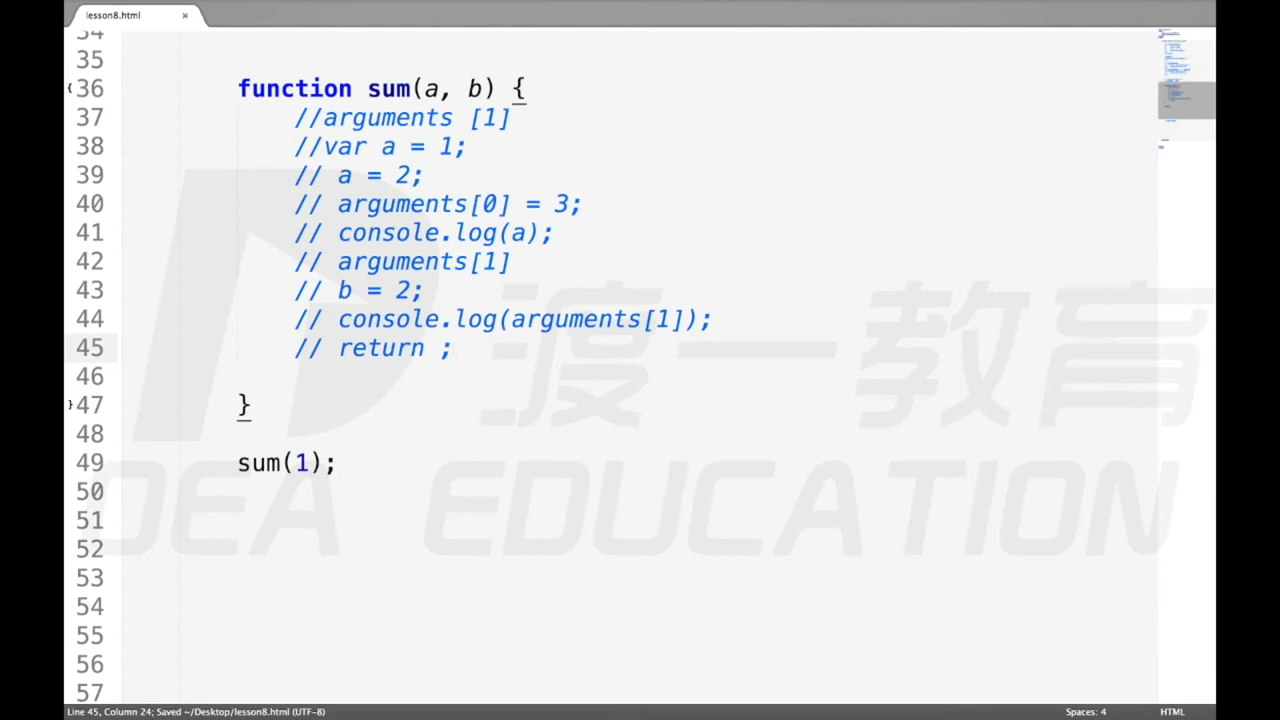 lesson8.html ×
34
35
36 function sum(a, b) {
37 //arguments [1]
38 //var a = 1;
39 // a = 2;
40 // arguments[0] = 3;
41 // console.log(a);
42 // arguments[1]
43 // b = 2;
44 // console.log(arguments[1]);
45 // return ;
46
47 }
48
49 sum(1);
50
51
52
53
54
55
56
57
渡一教育
DEA EDUCATION
Line 45, Column 24; Saved ~/Desktop/lesson8.html (UTF-8) Spaces: 4 HTML